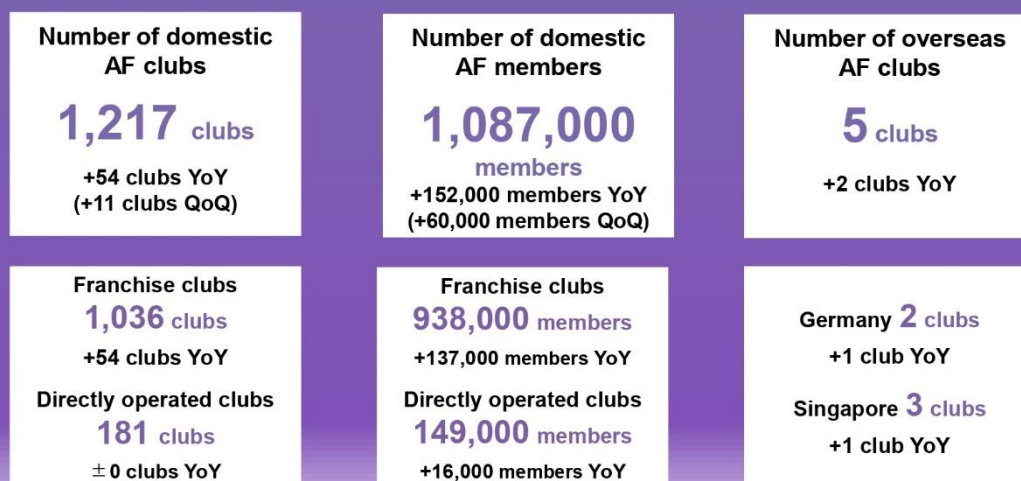 Number of domestic
AF clubs
1,217 clubs
+54 clubs YoY
(+11 clubs QoQ)
Number of domestic
AF members
1,087,000
members
+152,000 members YoY
(+60,000 members QoQ)
Number of overseas
AF clubs
5 clubs
+2 clubs YoY
Franchise clubs
1,036 clubs
+54 clubs YoY
Directly operated clubs
181 clubs
±0 clubs YoY
Franchise clubs
938,000 members
+137,000 members YoY
Directly operated clubs
149,000 members
+16,000 members YoY
Germany 2 clubs
+1 club YoY
Singapore 3 clubs
+1 club YoY